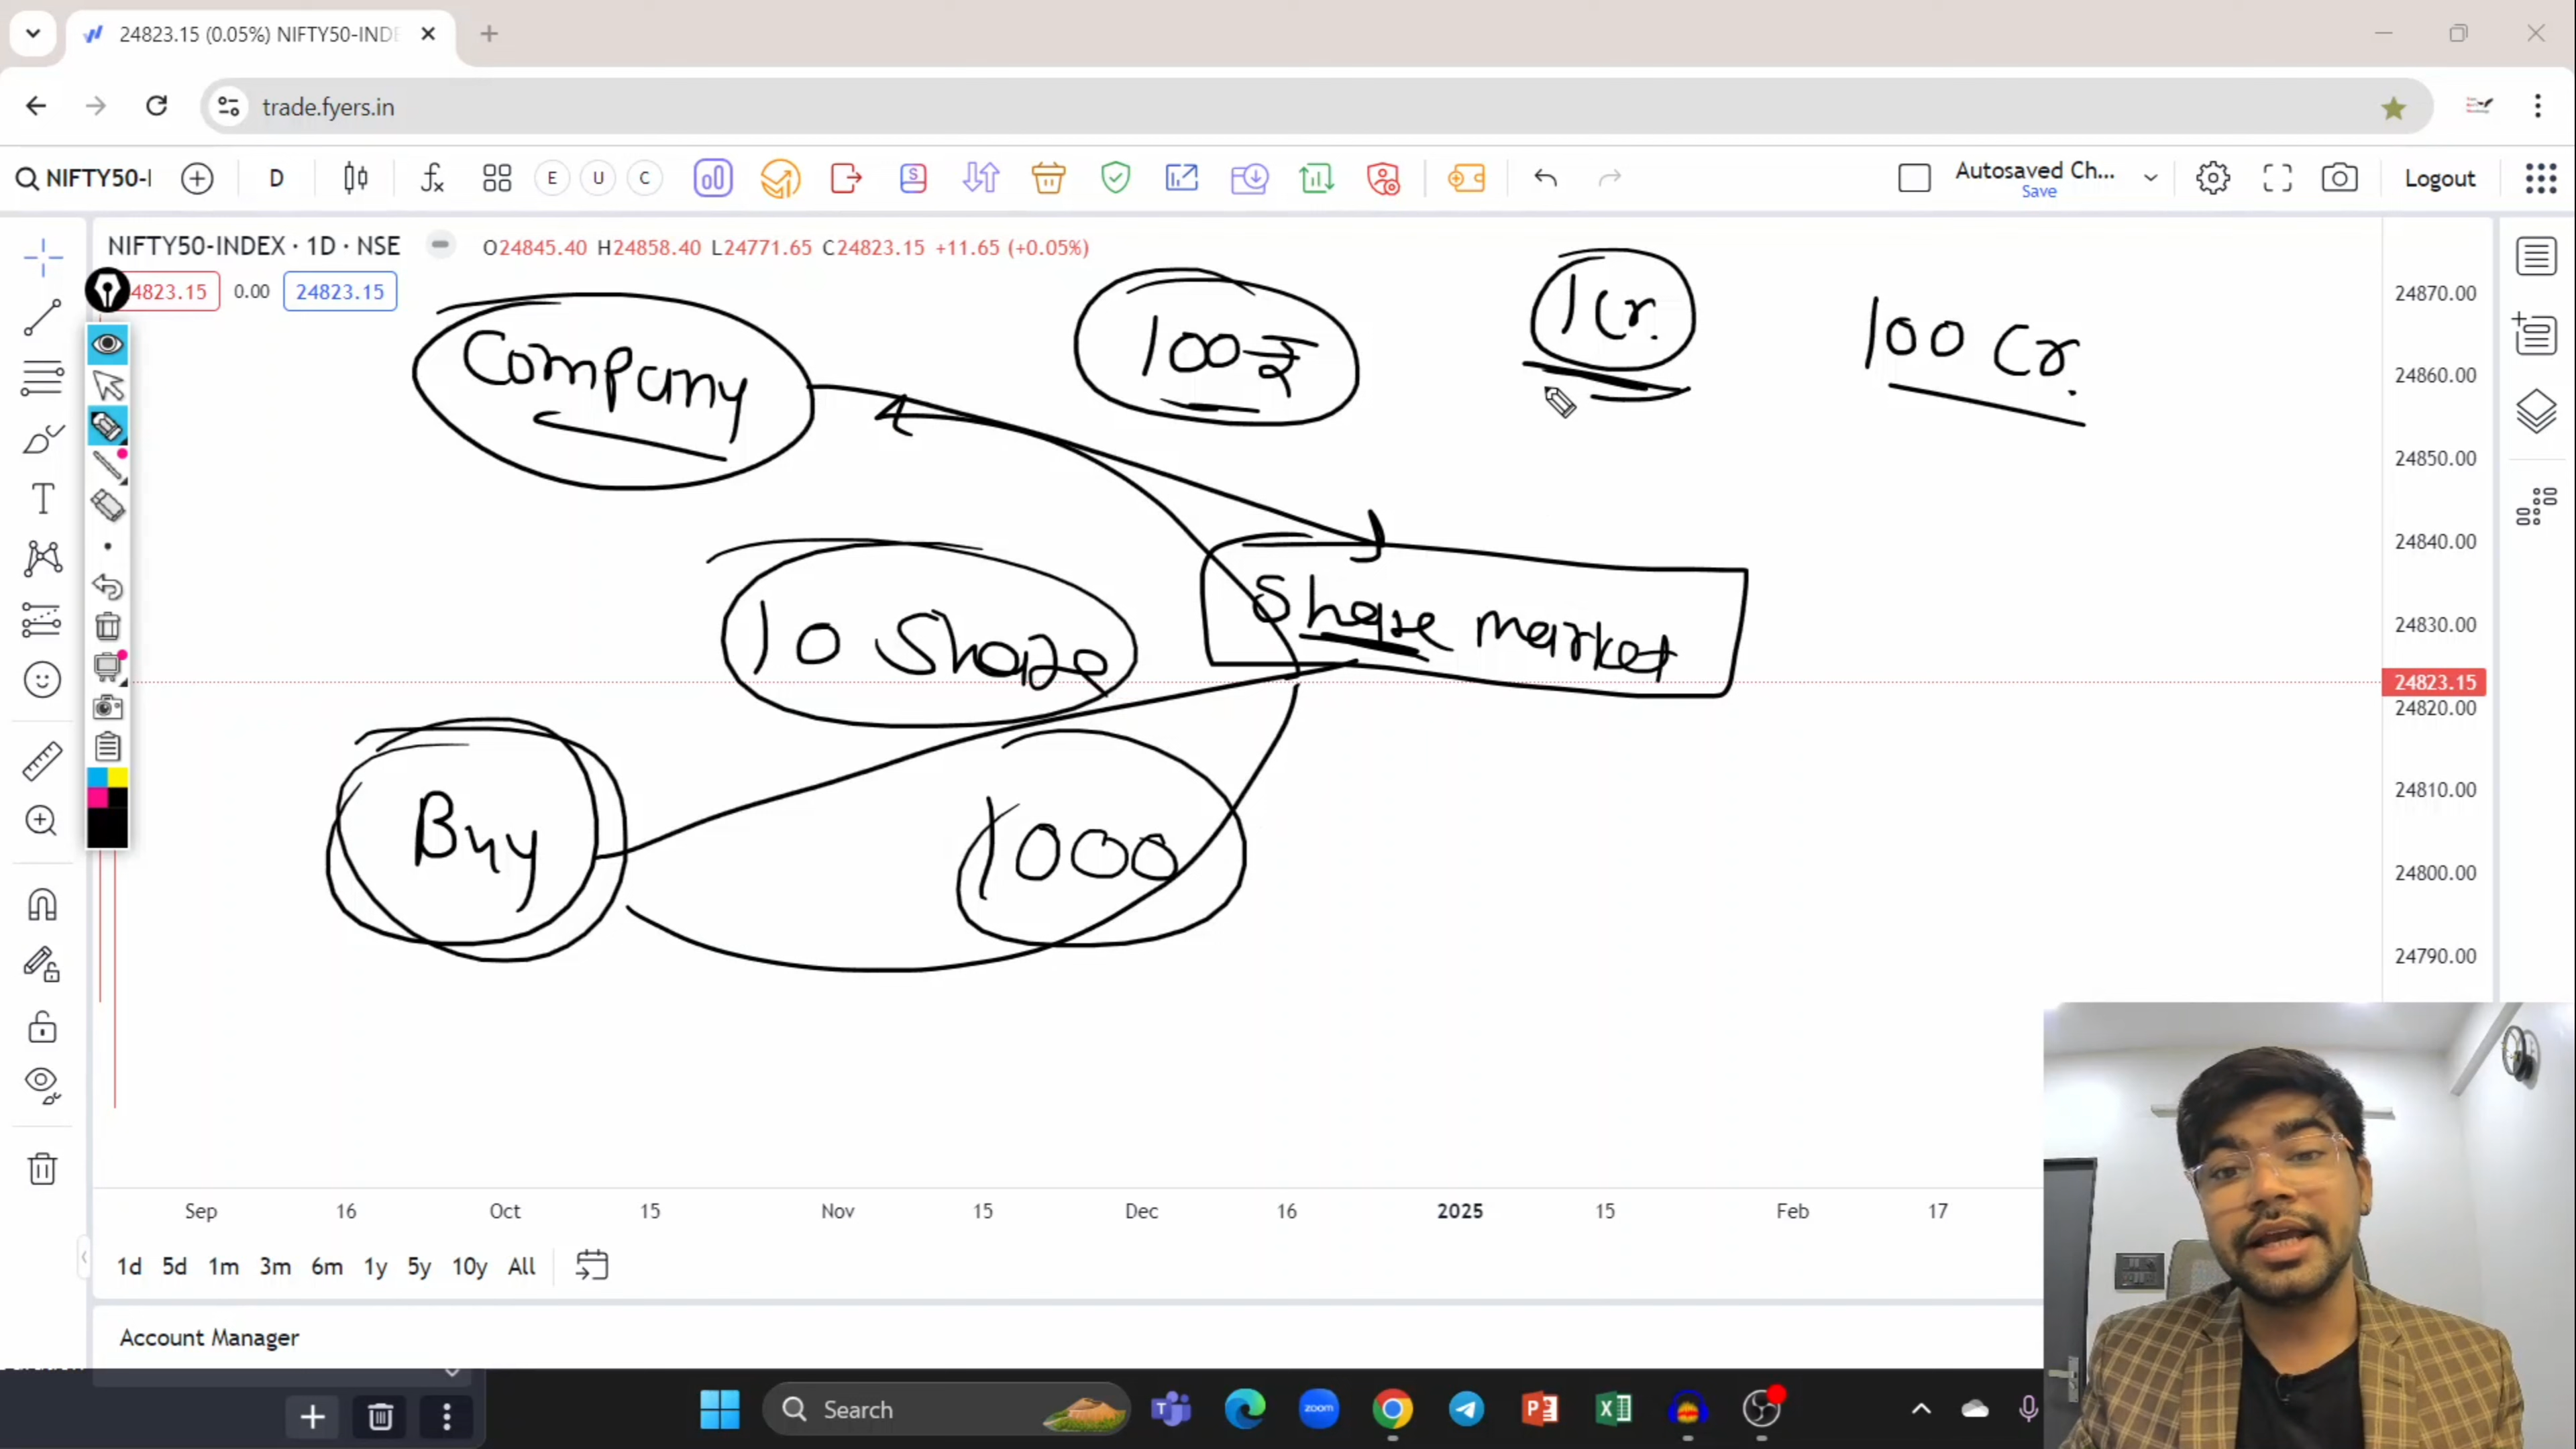 24823.15 (0.05%) NIFTY50-INDE
trade.fyers.in
NIFTY50-I
D
E
U
C
S
Autosaved Ch...
Save
Logout
NIFTY50-INDEX · 1D · NSE
O24845.40 H24858.40 L24771.65 C24823.15 +11.65 (+0.05%)
4823.15
0.00
24823.15
Company
100 ₹
1 Cr.
100 Cr.
10 Share
Share market
Buy
1000
24870.00
24860.00
24850.00
24840.00
24830.00
24823.15
24820.00
24810.00
24800.00
24790.00
Sep 16 Oct 15 Nov 15 Dec 16 2025 15 Feb 17
1d 5d 1m 3m 6m 1y 5y 10y All
Account Manager
Search
zoom